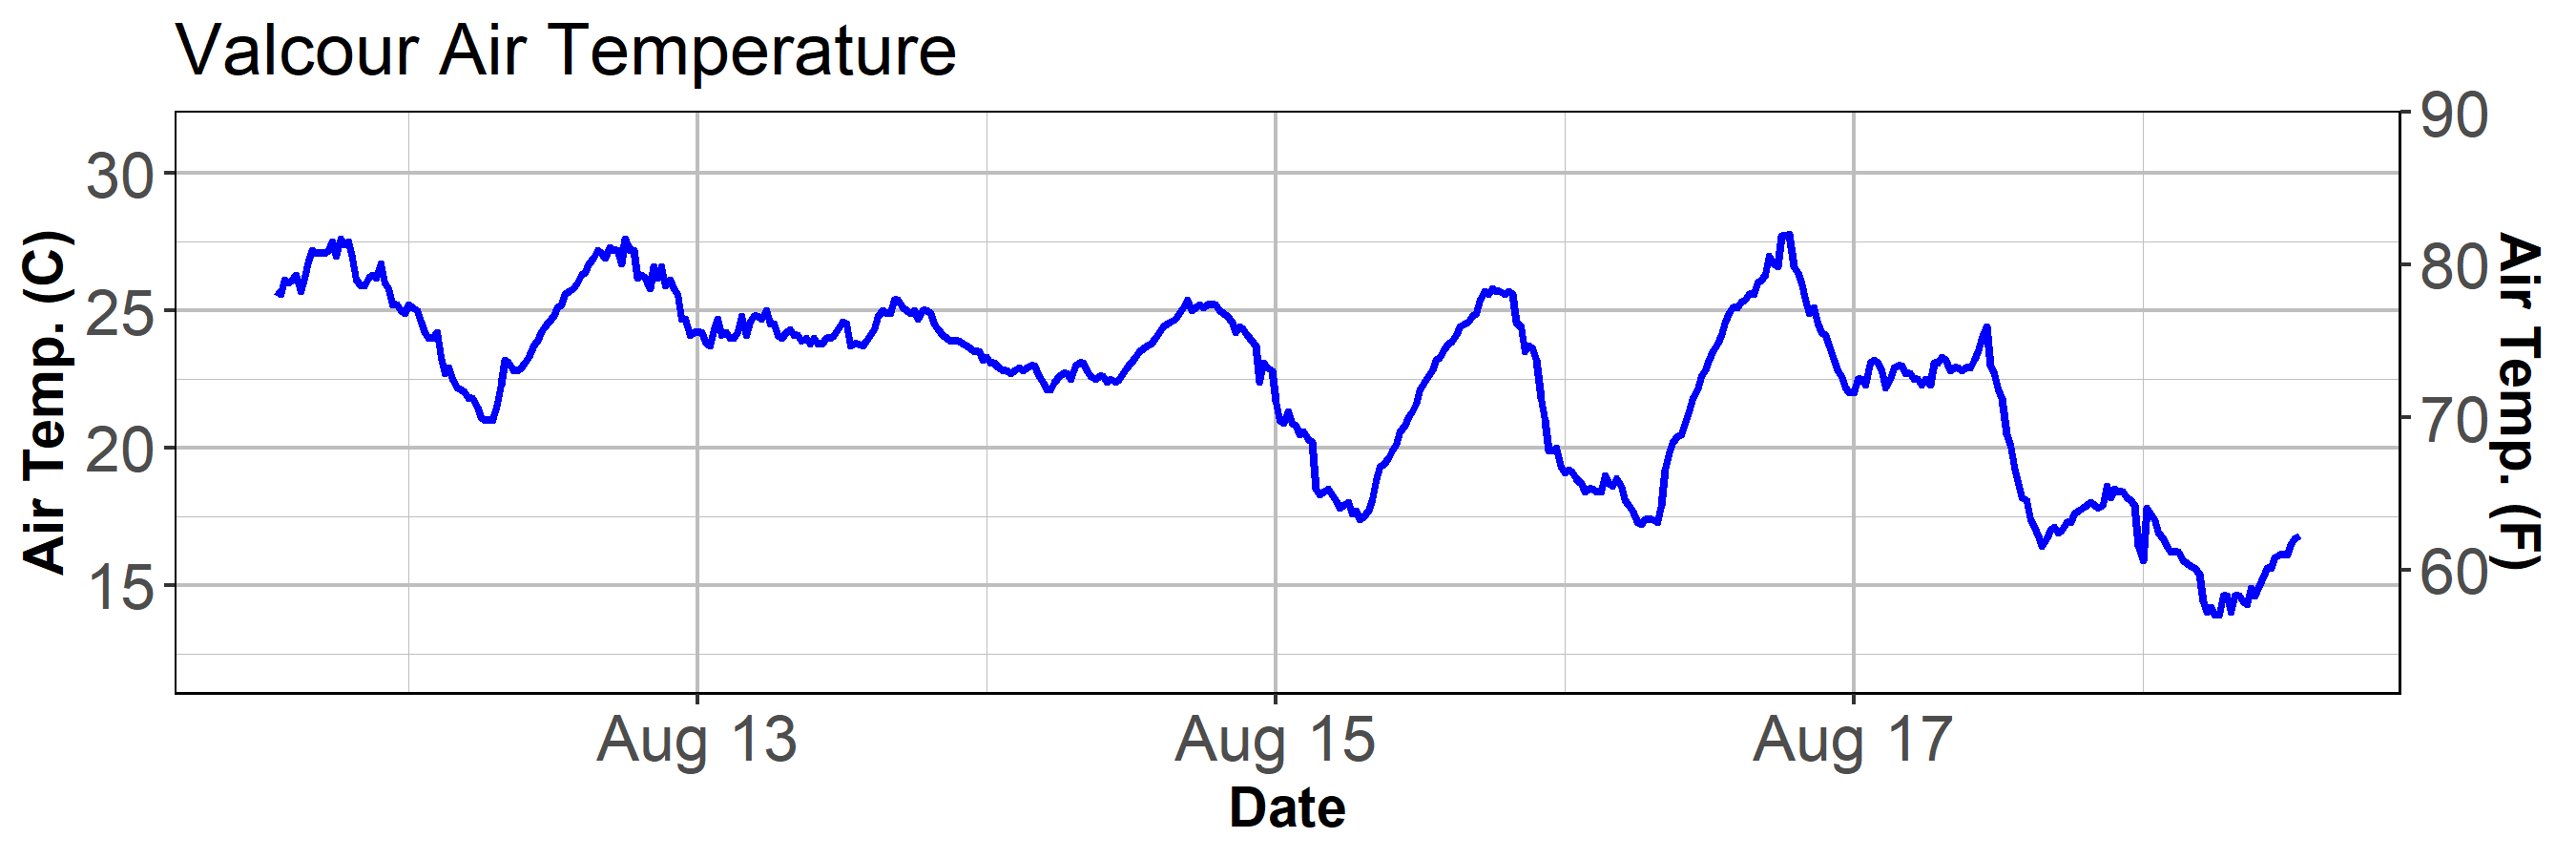 Valcour Air Temperature
Air Temp. (C)
30
25
20
15
90
80
70
60
Air Temp. (F)
Aug 13
Aug 15
Aug 17
Date